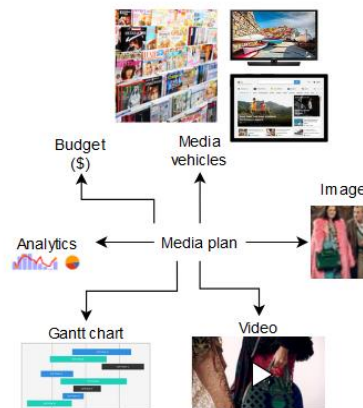 Budget
($)
Media
vehicles
Image
Analytics
Media plan
Gantt chart
Video